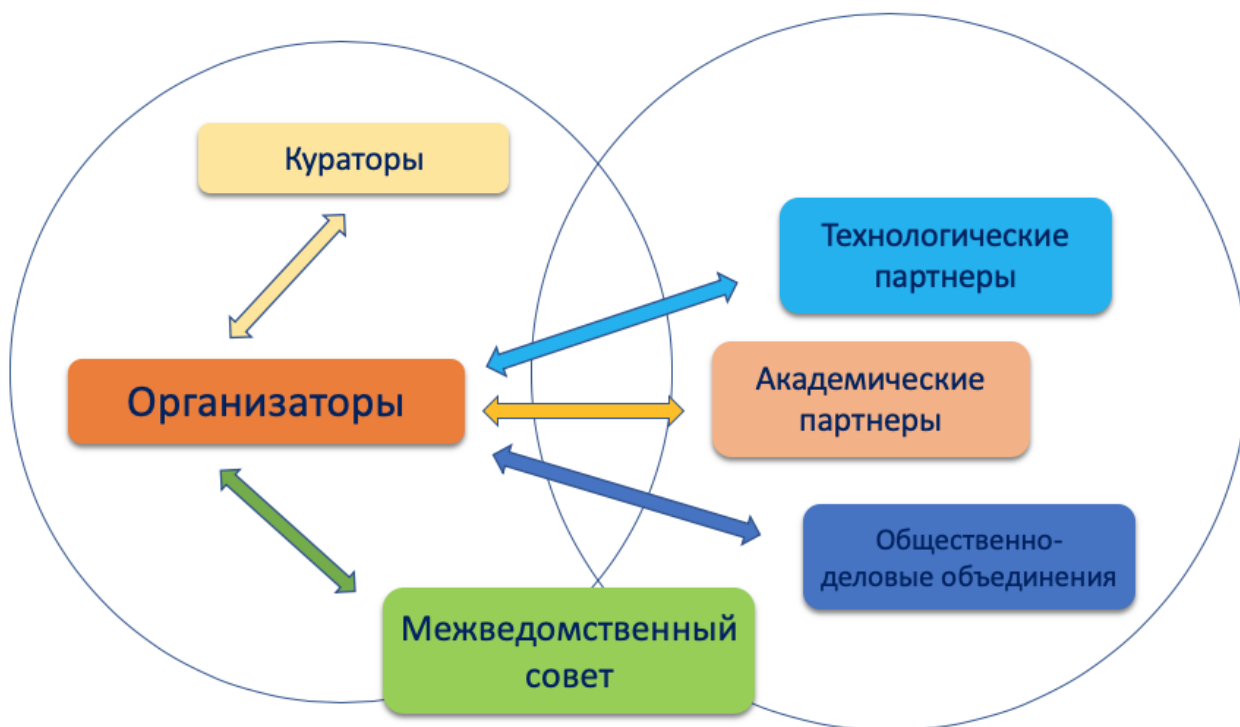 Кураторы
Технологические
партнеры
Организаторы
Академические
партнеры
Общественно-
деловые объединения
Межведомственный
совет